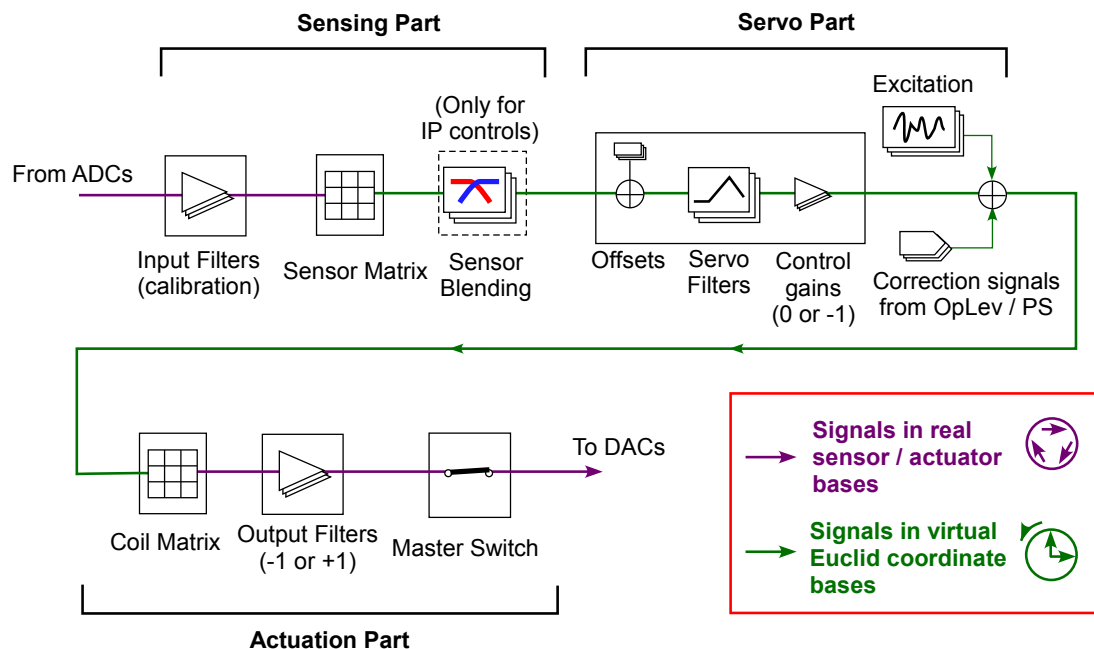 Sensing Part
Servo Part
(Only for
IP controls)
Excitation
From ADCs
Input Filters
(calibration)
Sensor Matrix
Sensor
Blending
Offsets
Servo
Filters
Control
gains
(0 or -1)
Correction signals
from OpLev / PS
To DACs
Coil Matrix
Output Filters
(-1 or +1)
Master Switch
Actuation Part
Signals in real
sensor / actuator
bases
Signals in virtual
Euclid coordinate
bases